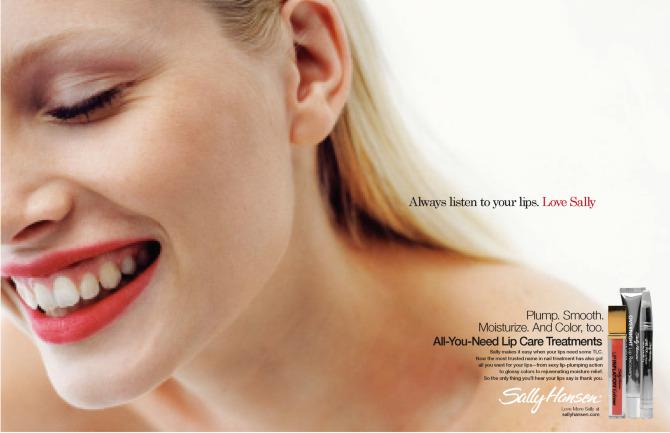 Always listen to your lips. Love Sally
Plump. Smooth.
Moisturize. And Color, too.
All-You-Need Lip Care Treatments
Sally makes it easy when your lips need some TLC.
Now the most trusted name in nail treatment has also got
all you want for your lips—from sexy lip-plumping action
to glossy colors to rejuvenating moisture relief.
So the only thing you'll hear your lips say is thank you.
Sally Hansen
Love More Sally at
sallyhansen.com